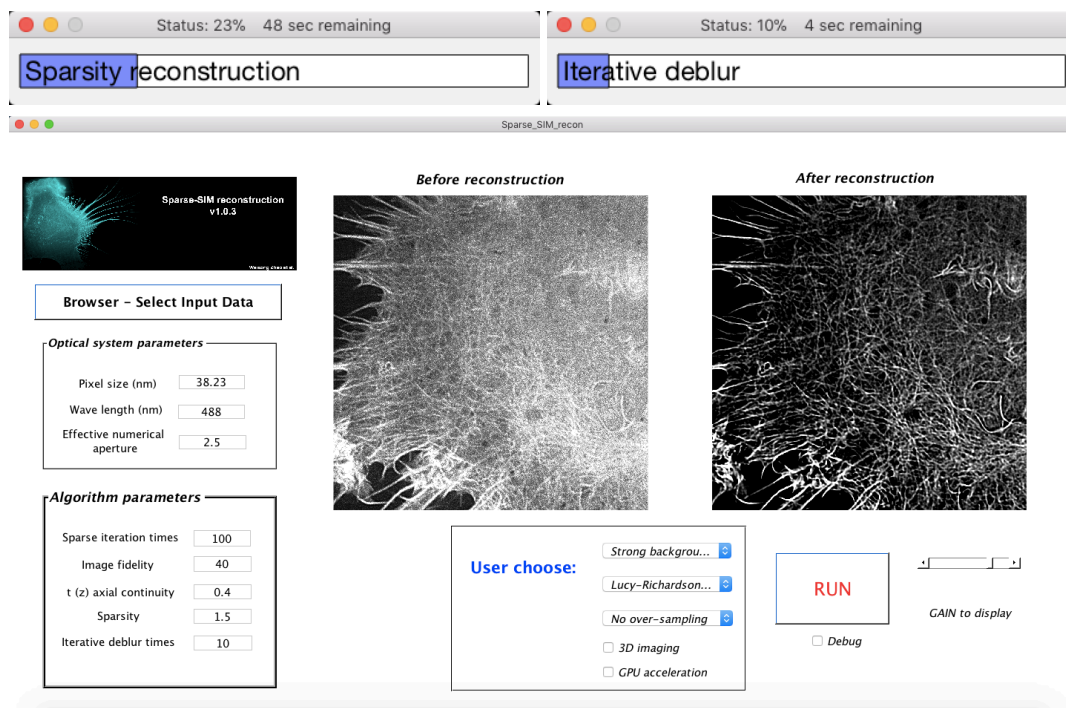 Status: 23% 48 sec remaining
Sparsity reconstruction
Status: 10% 4 sec remaining
Iterative deblur
Sparse_SIM_recon
Sparse-SIM reconstruction
v1.0.3
Browser - Select Input Data
Optical system parameters
Pixel size (nm) 38.23
Wave length (nm) 488
Effective numerical
aperture 2.5
Algorithm parameters
Sparse iteration times 100
Image fidelity 40
t (z) axial continuity 0.4
Sparsity 1.5
Iterative deblur times 10
Before reconstruction
After reconstruction
User choose:
Strong backgrou...
Lucy-Richardson...
No over-sampling
3D imaging
GPU acceleration
RUN
Debug
GAIN to display